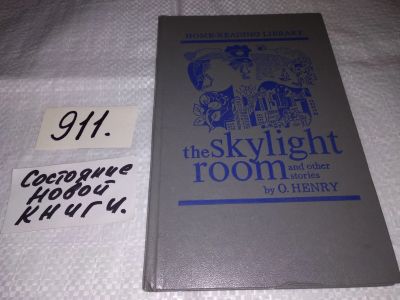 HOME-READING LIBRARY
the skylight
room and other
stories
by O. HENRY
911.
Состояние
новой
книги.